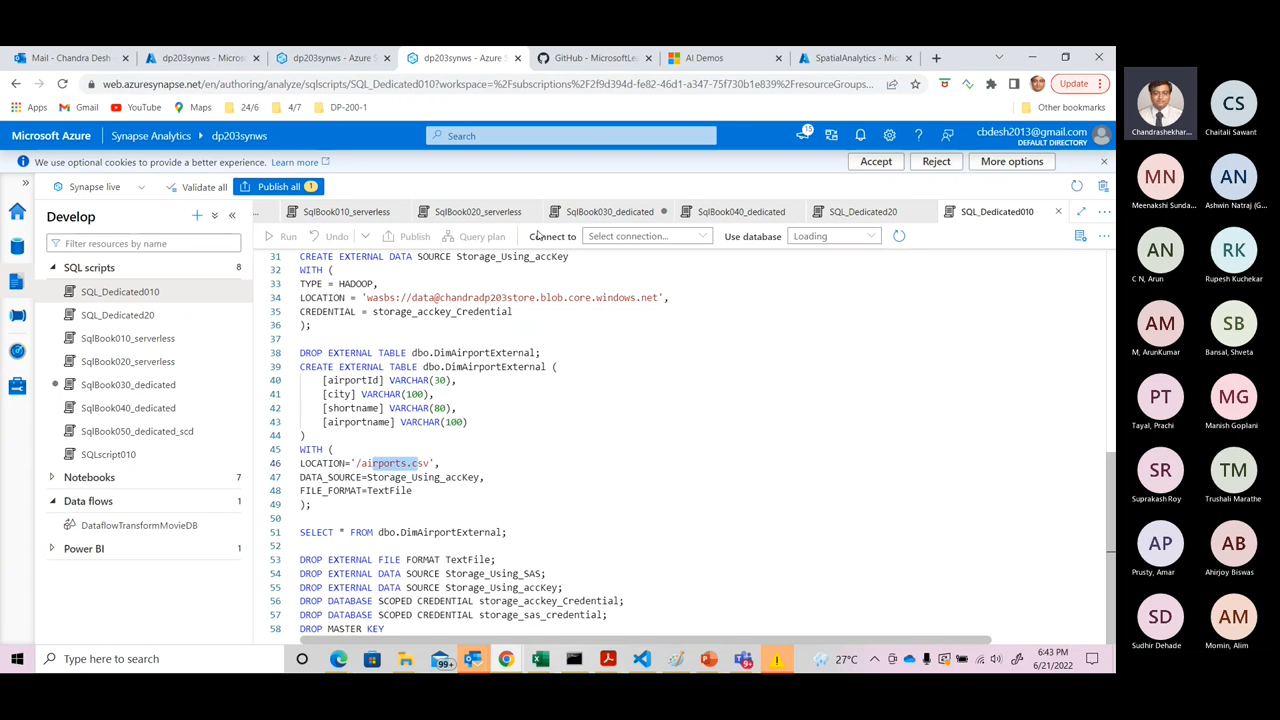 Mail - Chandra Desh
dp203synws - Micros
dp203synws - Azure S
dp203synws - Azure S
GitHub - MicrosoftLe
AI Demos
SpatialAnalytics - Mic
web.azuresynapse.net/en/authoring/analyze/sqlscripts/SQL_Dedicated010?workspace=%2Fsubscriptions%2F2f9d394d-fe82-46d1-a347-75f30b1e839%2FresourceGroups...
Update
Apps
Gmail
YouTube
Maps
24/6
4/7
DP-200-1
Other bookmarks
Microsoft Azure
Synapse Analytics
dp203synws
Search
15
cbdesh2013@gmail.com
DEFAULT DIRECTORY
We use optional cookies to provide a better experience. Learn more
Accept
Reject
More options
Synapse live
Validate all
Publish all 1
Develop
Filter resources by name
SQL scripts 8
SQL_Dedicated010
SQL_Dedicated20
SqlBook010_serverless
SqlBook020_serverless
SqlBook030_dedicated
SqlBook040_dedicated
SqlBook050_dedicated_scd
SQLscript010
Notebooks 7
Data flows 1
DataflowTransformMovieDB
Power BI 1
SqlBook010_serverless
SqlBook020_serverless
SqlBook030_dedicated
SqlBook040_dedicated
SQL_Dedicated20
SQL_Dedicated010
Run
Undo
Publish
Query plan
Connect to
Select connection...
Use database
Loading
31 CREATE EXTERNAL DATA SOURCE Storage_Using_accKey
32 WITH (
33 TYPE = HADOOP,
34 LOCATION = 'wasbs://data@chandradp203store.blob.core.windows.net',
35 CREDENTIAL = storage_acckey_Credential
36 );
37
38 DROP EXTERNAL TABLE dbo.DimAirportExternal;
39 CREATE EXTERNAL TABLE dbo.DimAirportExternal (
40 [airportId] VARCHAR(30),
41 [city] VARCHAR(100),
42 [shortname] VARCHAR(80),
43 [airportname] VARCHAR(100)
44 )
45 WITH (
46 LOCATION='/airports.csv',
47 DATA_SOURCE=Storage_Using_accKey,
48 FILE_FORMAT=TextFile
49 );
50
51 SELECT * FROM dbo.DimAirportExternal;
52
53 DROP EXTERNAL FILE FORMAT TextFile;
54 DROP EXTERNAL DATA SOURCE Storage_Using_SAS;
55 DROP EXTERNAL DATA SOURCE Storage_Using_accKey;
56 DROP DATABASE SCOPED CREDENTIAL storage_acckey_Credential;
57 DROP DATABASE SCOPED CREDENTIAL storage_sas_credential;
58 DROP MASTER KEY
Type here to search
99+
9+
27°C
6:43 PM
6/21/2022
Chandrashekhar...
CS
Chaitali Sawant
MN
Meenakshi Sunda...
AN
Ashwin Natraj (G...
AN
C N, Arun
RK
Rupesh Kuchekar
AM
M, ArunKumar
SB
Bansal, Shveta
PT
Tayal, Prachi
MG
Manish Goplani
SR
Suprakash Roy
TM
Trushali Marathe
AP
Prusty, Amar
AB
Ahirjoy Biswas
SD
Sudhir Dehade
AM
Momin, Alim